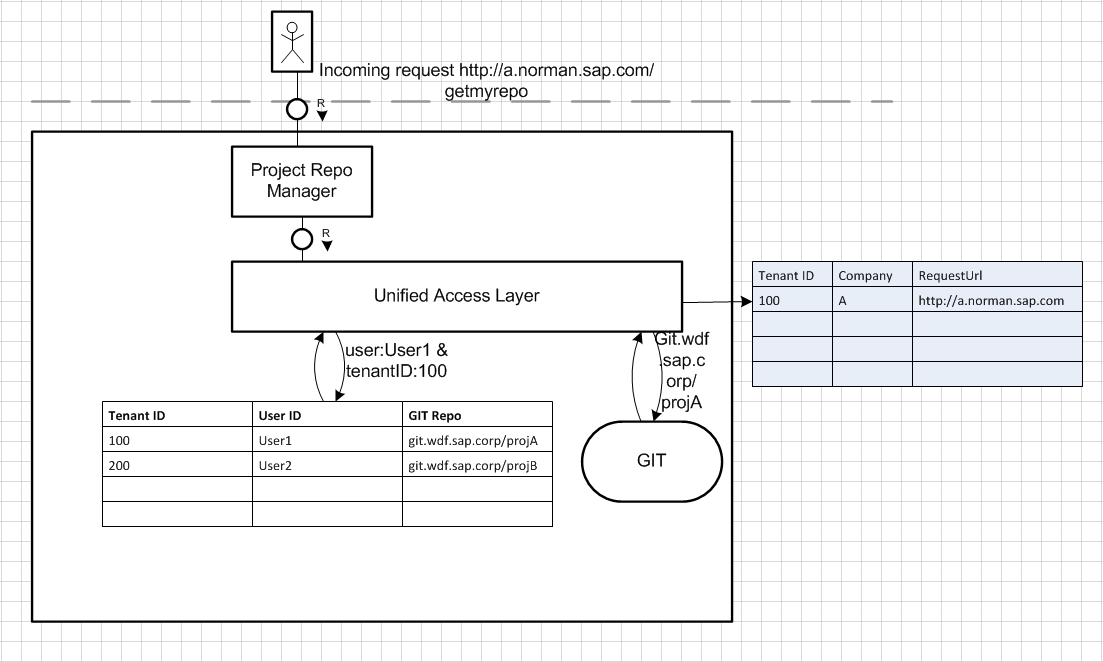 Incoming request http://a.norman.sap.com/
getmyrepo
R
Project Repo
Manager
R
Unified Access Layer
Tenant ID Company RequestUrl
100 A http://a.norman.sap.com
user:User1 &
tenantID:100
Git.wdf
.sap.c
orp/
projA
Tenant ID User ID GIT Repo
100 User1 git.wdf.sap.corp/projA
200 User2 git.wdf.sap.corp/projB
GIT